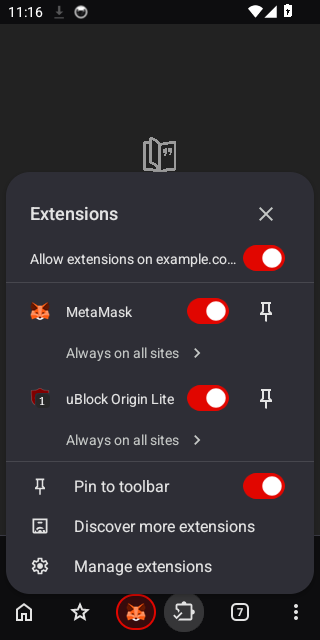 11:16
Extensions
Allow extensions on example.co...
MetaMask
Always on all sites
1
uBlock Origin Lite
Always on all sites
Pin to toolbar
Discover more extensions
Manage extensions
7